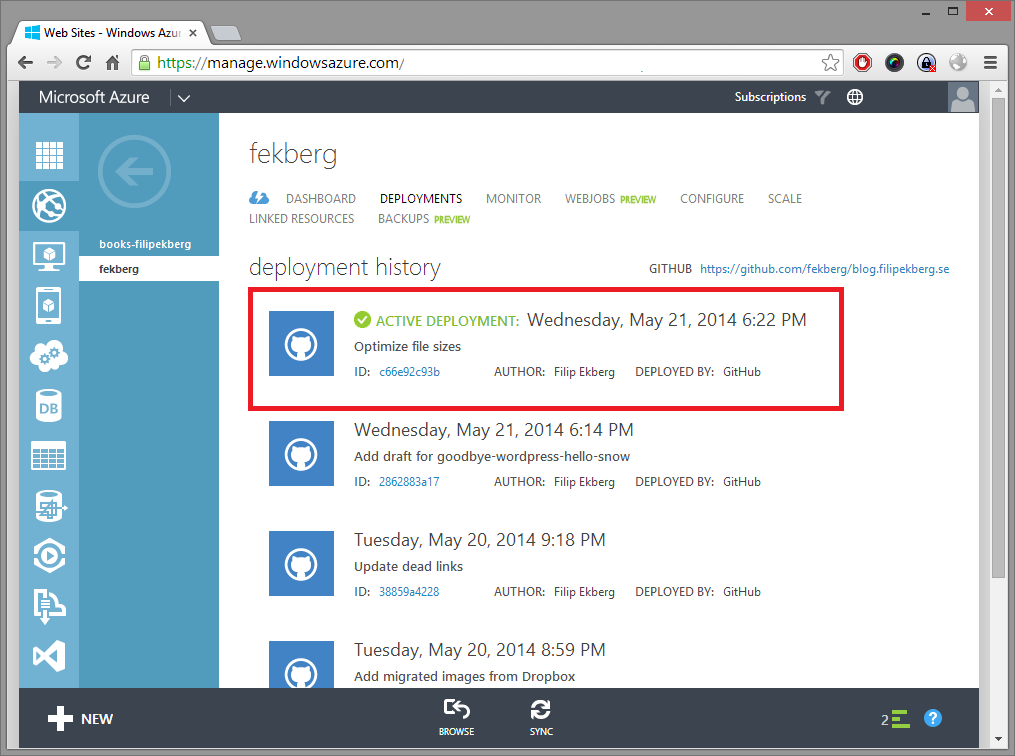 Web Sites - Windows Azur
https://manage.windowsazure.com/
Microsoft Azure
Subscriptions
books-filipekberg
fekberg
fekberg
DASHBOARD DEPLOYMENTS MONITOR WEBJOBS PREVIEW CONFIGURE SCALE
LINKED RESOURCES BACKUPS PREVIEW
deployment history GITHUB https://github.com/fekberg/blog.filipekberg.se
ACTIVE DEPLOYMENT: Wednesday, May 21, 2014 6:22 PM
Optimize file sizes
ID: c66e92c93b AUTHOR: Filip Ekberg DEPLOYED BY: GitHub
Wednesday, May 21, 2014 6:14 PM
Add draft for goodbye-wordpress-hello-snow
ID: 2862883a17 AUTHOR: Filip Ekberg DEPLOYED BY: GitHub
Tuesday, May 20, 2014 9:18 PM
Update dead links
ID: 38859a4228 AUTHOR: Filip Ekberg DEPLOYED BY: GitHub
Tuesday, May 20, 2014 8:59 PM
Add migrated images from Dropbox
DB
NEW
BROWSE
SYNC
2
?